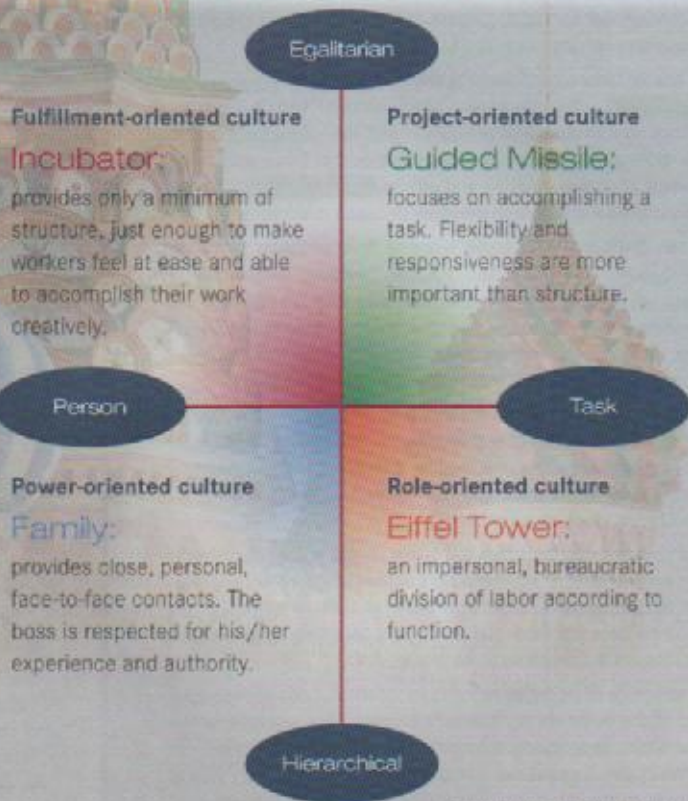 Egalitarian
Fulfillment-oriented culture
Incubator:
provides only a minimum of
structure, just enough to make
workers feel at ease and able
to accomplish their work
creatively.
Project-oriented culture
Guided Missile:
focuses on accomplishing a
task. Flexibility and
responsiveness are more
important than structure.
Person
Task
Power-oriented culture
Family:
provides close, personal,
face-to-face contacts. The
boss is respected for his/her
experience and authority.
Role-oriented culture
Eiffel Tower:
an impersonal, bureaucratic
division of labor according to
function.
Hierarchical